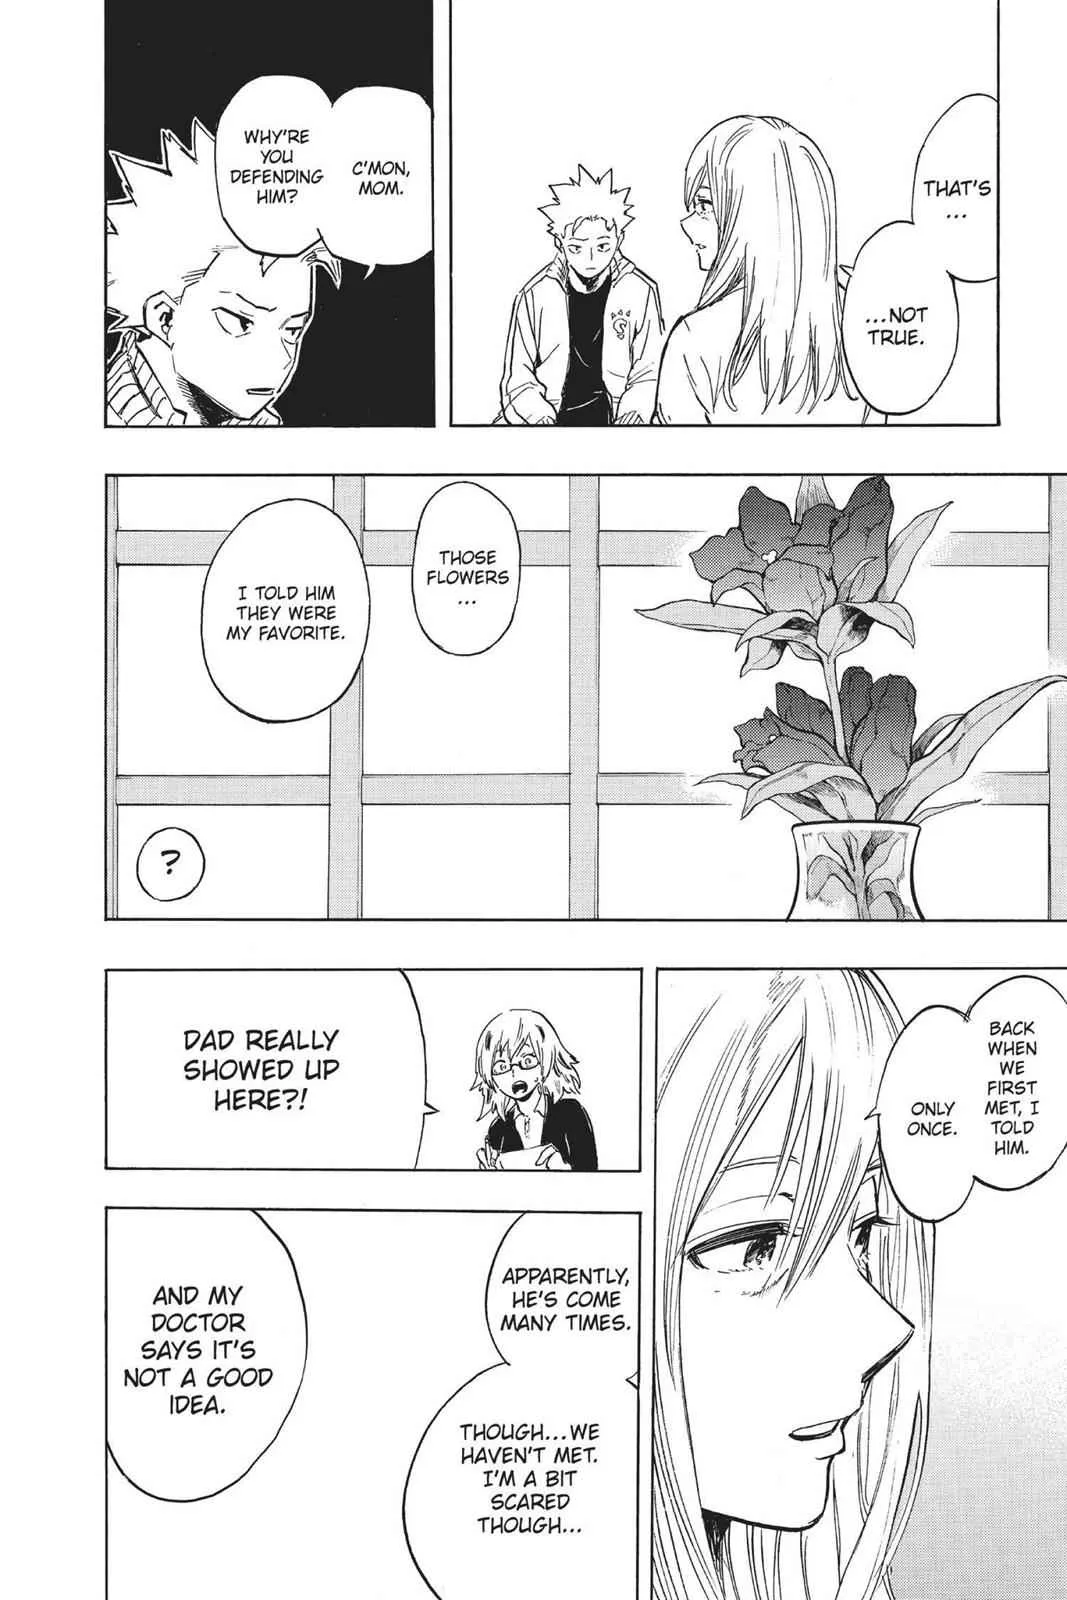 THAT'S
...
...NOT
TRUE.
C'MON,
MOM.
WHY'RE
YOU
DEFENDING
HIM?
THOSE
FLOWERS
...
I TOLD HIM
THEY WERE
MY FAVORITE.
?
BACK
WHEN
WE
FIRST
MET, I
TOLD
HIM.
ONLY
ONCE.
DAD REALLY
SHOWED UP
HERE?!
APPARENTLY,
HE'S COME
MANY TIMES.
THOUGH...WE
HAVEN'T MET.
I'M A BIT
SCARED
THOUGH...
AND MY
DOCTOR
SAYS IT'S
NOT A GOOD
IDEA.